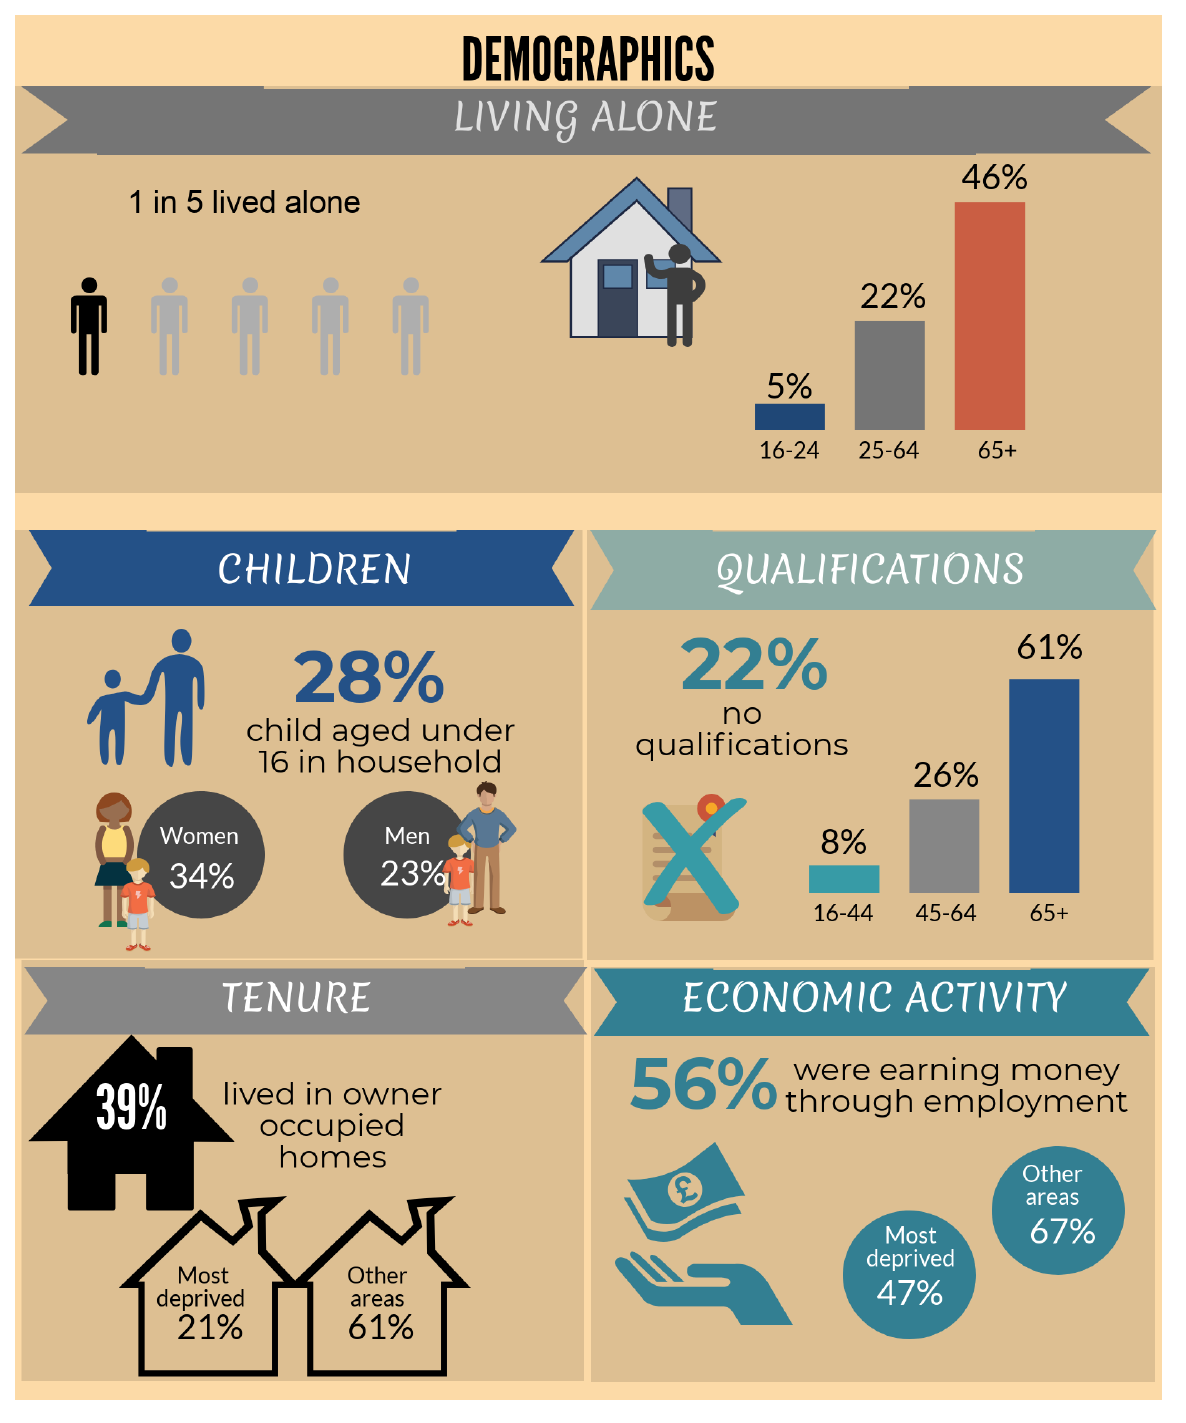 DEMOGRAPHICS
LIVING ALONE
1 in 5 lived alone
46%
22%
5%
16-24
25-64
65+
CHILDREN
28%
child aged under
16 in household
Women
34%
Men
23%
QUALIFICATIONS
22%
no
qualifications
61%
26%
8%
16-44
45-64
65+
TENURE
39%
lived in owner
occupied
homes
Most
deprived
21%
Other
areas
61%
ECONOMIC ACTIVITY
56%
were earning money
through employment
£
Other
areas
67%
Most
deprived
47%